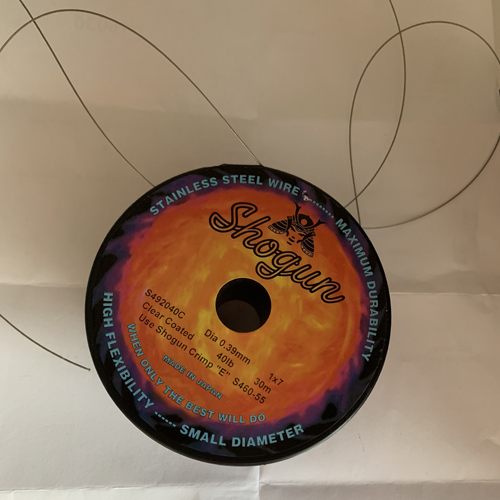 STAINLESS STEEL WIRE ........ MAXIMUM DURABILITY
Shogun
S492040C
Clear Coated Dia 0.39mm 1x7
Use Shogun Crimp "E" S460-55
40lb 30m
MADE IN JAPAN
WHEN ONLY THE BEST WILL DO
HIGH FLEXIBILITY ...... SMALL DIAMETER